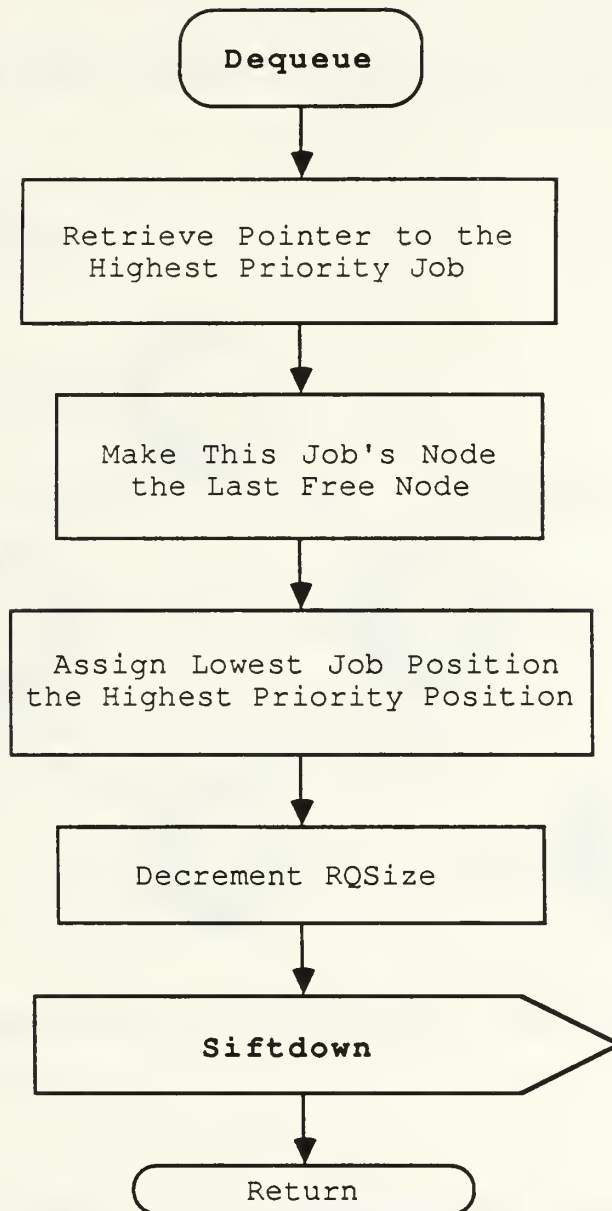 Dequeue
Retrieve Pointer to the
Highest Priority Job
Make This Job's Node
the Last Free Node
Assign Lowest Job Position
the Highest Priority Position
Decrement RQSize
Siftdown
Return